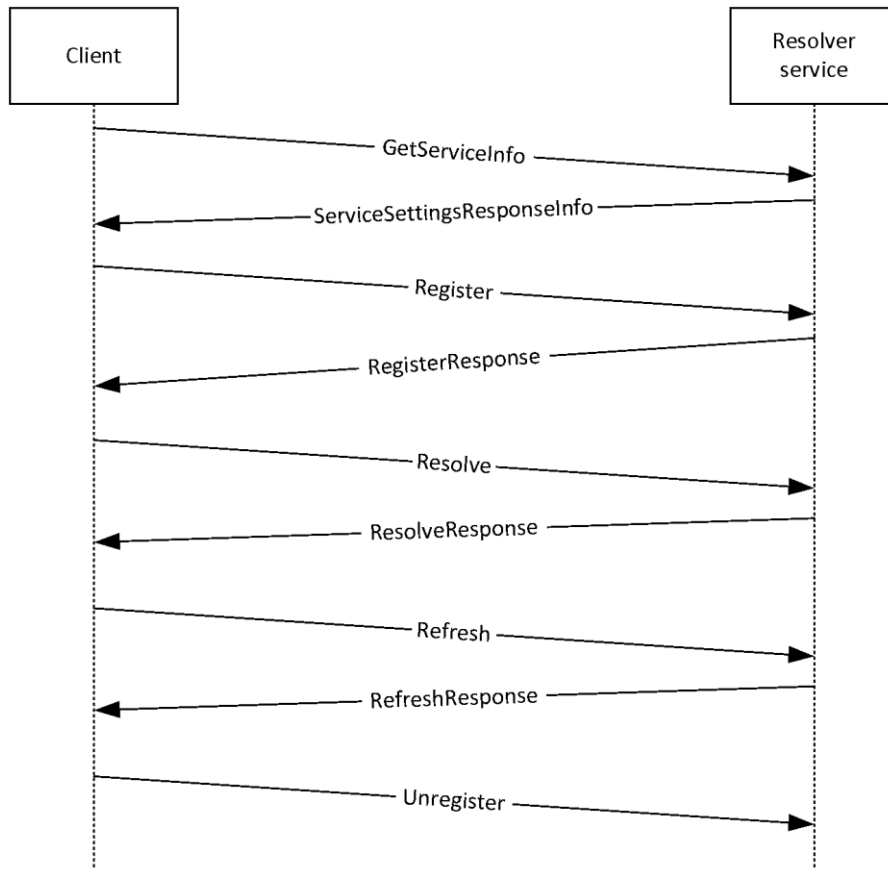 Client
Resolver
service
GetServiceInfo
ServiceSettingsResponseInfo
Register
RegisterResponse
Resolve
ResolveResponse
Refresh
RefreshResponse
Unregister